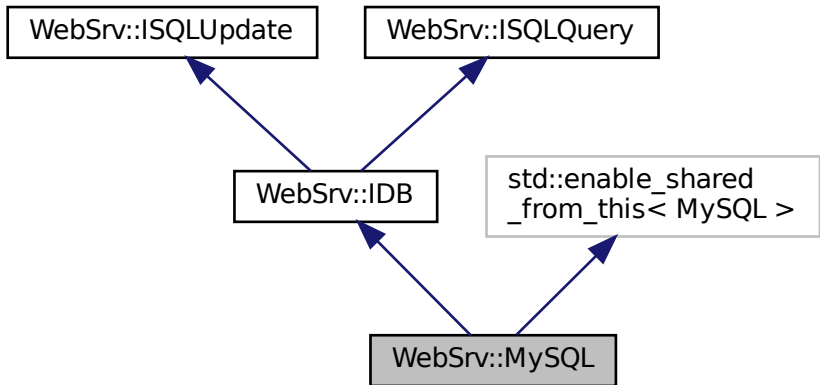 WebSrv::ISQLUpdate
WebSrv::ISQLQuery
WebSrv::IDB
std::enable_shared
_from_this< MySQL >
WebSrv::MySQL